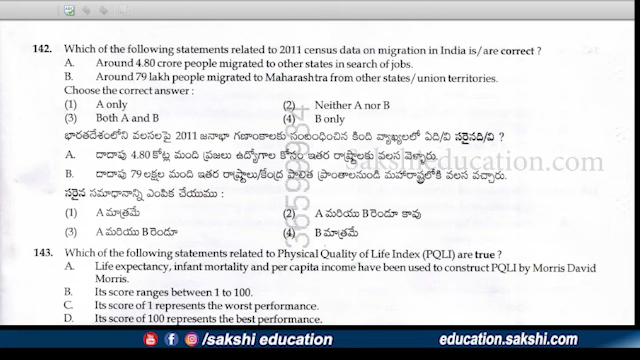 142. Which of the following statements related to 2011 census data on migration in India is/are correct ?
A. Around 4.80 crore people migrated to other states in search of jobs.
B. Around 79 lakh people migrated to Maharashtra from other states/union territories.
Choose the correct answer :
(1) A only (2) Neither A nor B
(3) Both A and B (4) B only
భారతదేశంలోని వలసలపై 2011 జనాభా గణాంకాలకు సంబంధించిన కింది వ్యాఖ్యలలో ఏది/వి సరైనది/వి ?
A. దాదాపు 4.80 కోట్ల మంది ప్రజలు ఉద్యోగాల కోసం ఇతర రాష్ట్రాలకు వలస వెళ్ళారు.
B. దాదాపు 79 లక్షల మంది ఇతర రాష్ట్రాలు/కేంద్ర పాలిత ప్రాంతాలనుండి మహారాష్ట్రలోకి వలస వచ్చారు.
సరైన సమాధానాన్ని ఎంపిక చేయుము :
(1) A మాత్రమే (2) A మరియు B రెండూ కావు
(3) A మరియు B రెండూ (4) B మాత్రమే
Sakshieducation.com
143. Which of the following statements related to Physical Quality of Life Index (PQLI) are true ?
A. Life expectancy, infant mortality and per capita income have been used to construct PQLI by Morris David
Morris.
B. Its score ranges between 1 to 100.
C. Its score of 1 represents the worst performance.
D. Its score of 100 represents the best performance.
/sakshi education education.sakshi.com